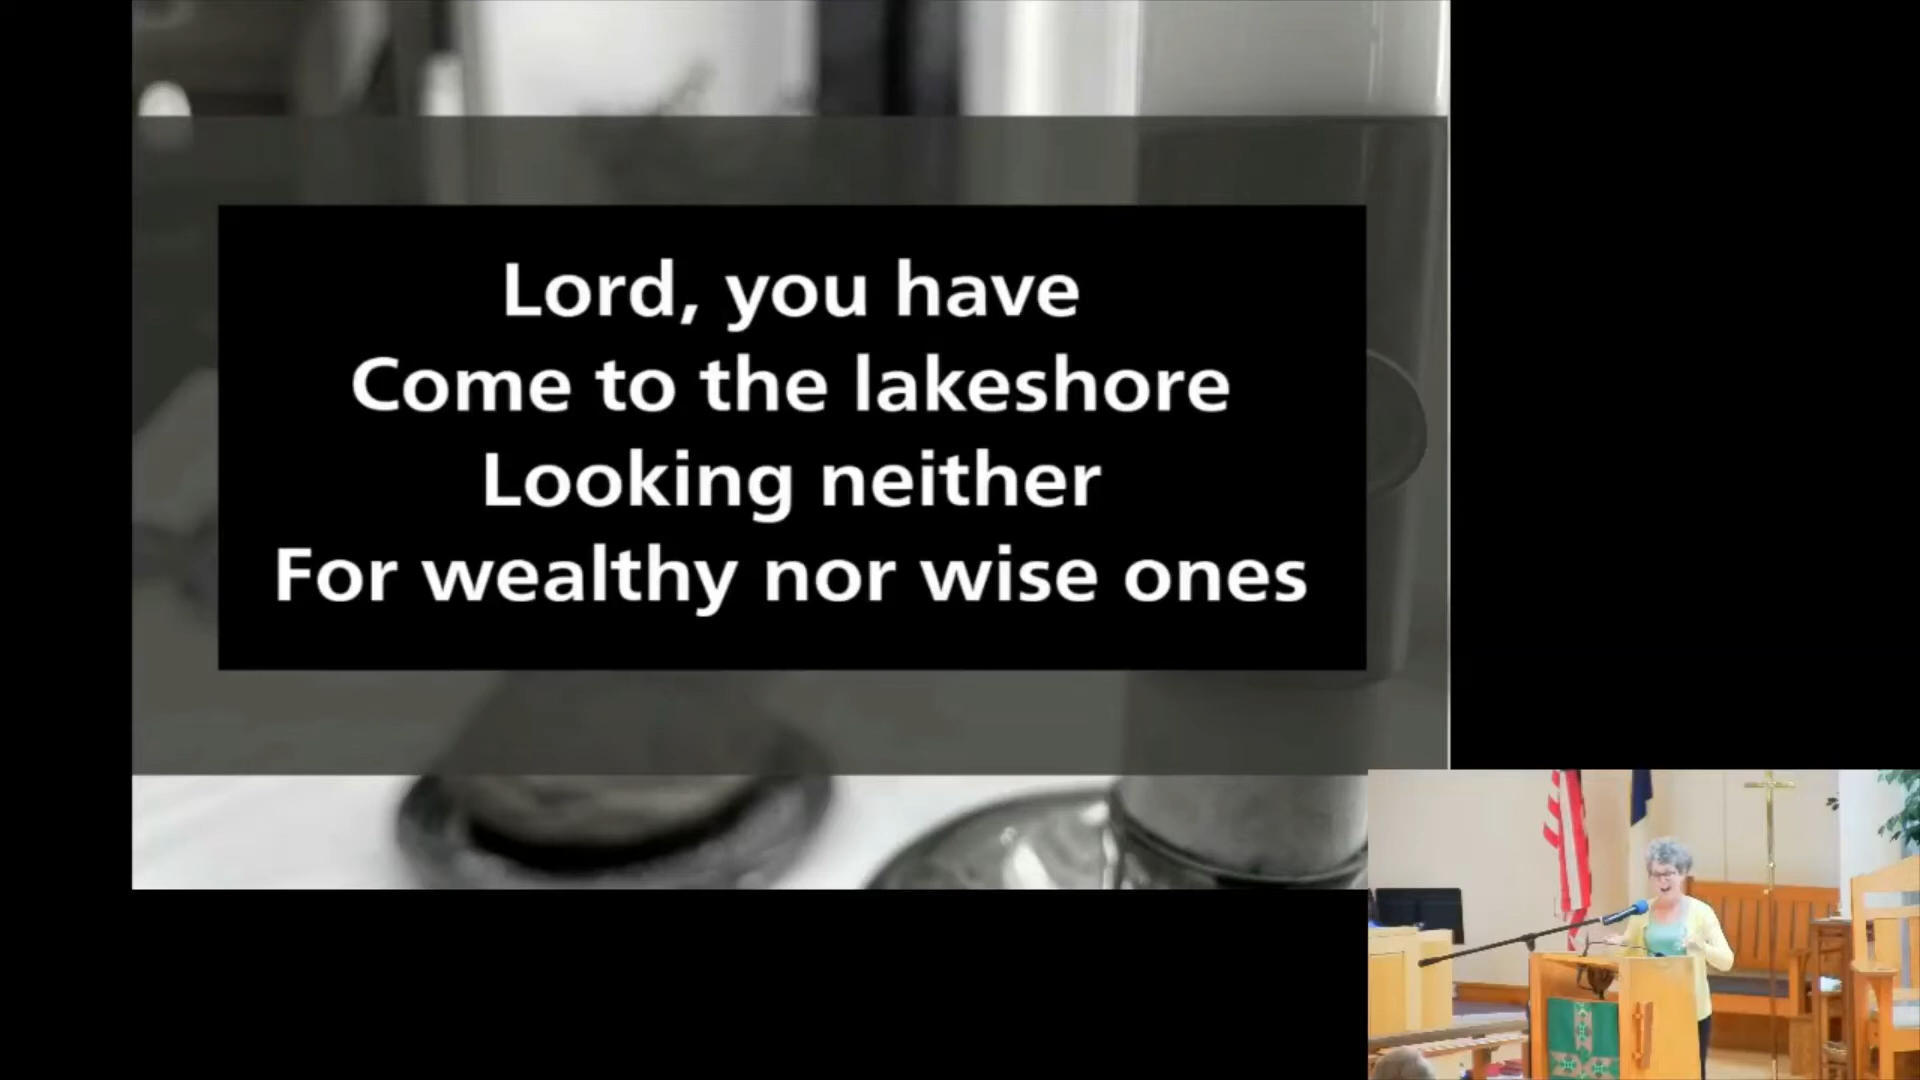 Lord, you have
Come to the lakeshore
Looking neither
For wealthy nor wise ones